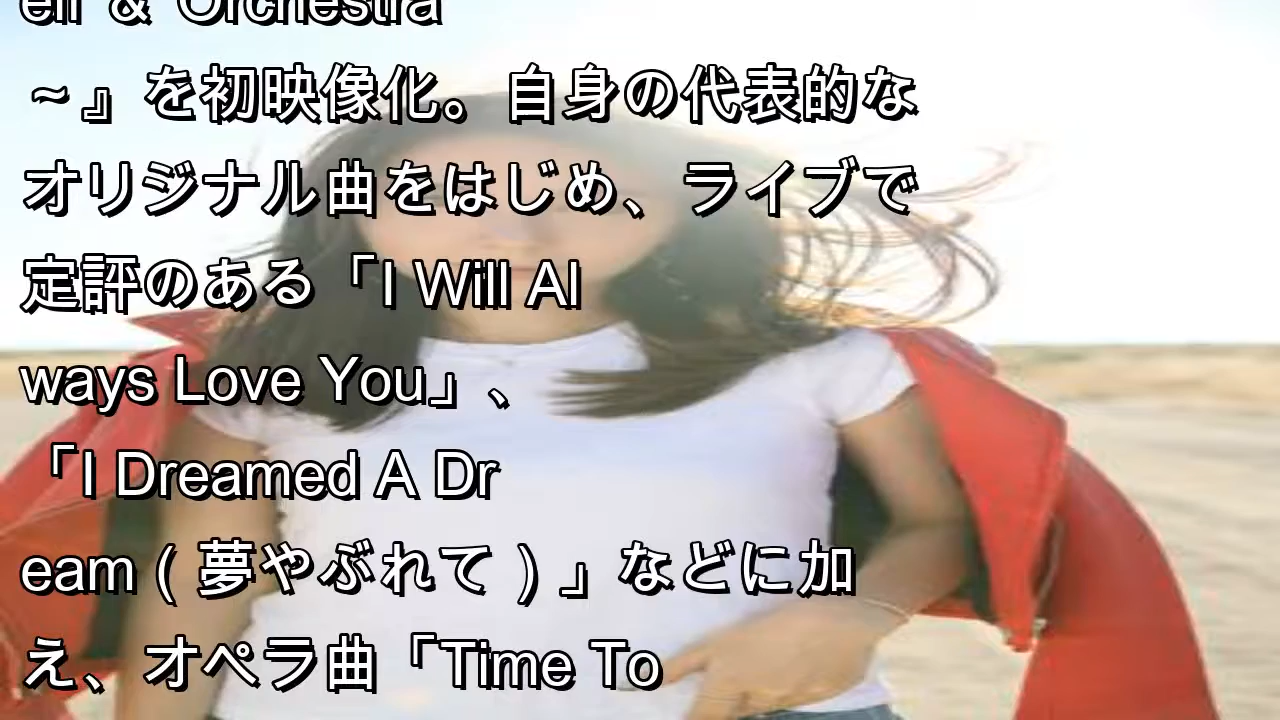 ell & Orchestra
～』を初映像化。自身の代表的な
オリジナル曲をはじめ、ライブで
定評のある「I Will Al
ways Love You」、
「I Dreamed A Dr
eam（夢やぶれて）」などに加
え、オペラ曲「Time To